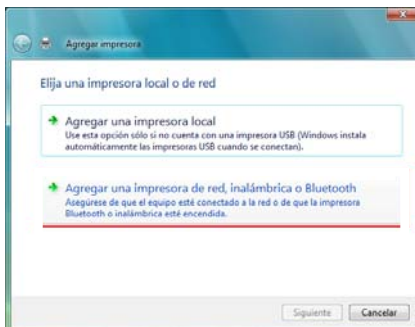 Agregar impresora
Elija una impresora local o de red
Agregar una impresora local
Use esta opción sólo si no cuenta con una impresora USB (Windows instala
automáticamente las impresoras USB cuando se conectan).
Agregar una impresora de red, inalámbrica o Bluetooth
Asegúrese de que el equipo esté conectado a la red o de que la impresora
Bluetooth o inalámbrica esté encendida.
Siguiente
Cancelar